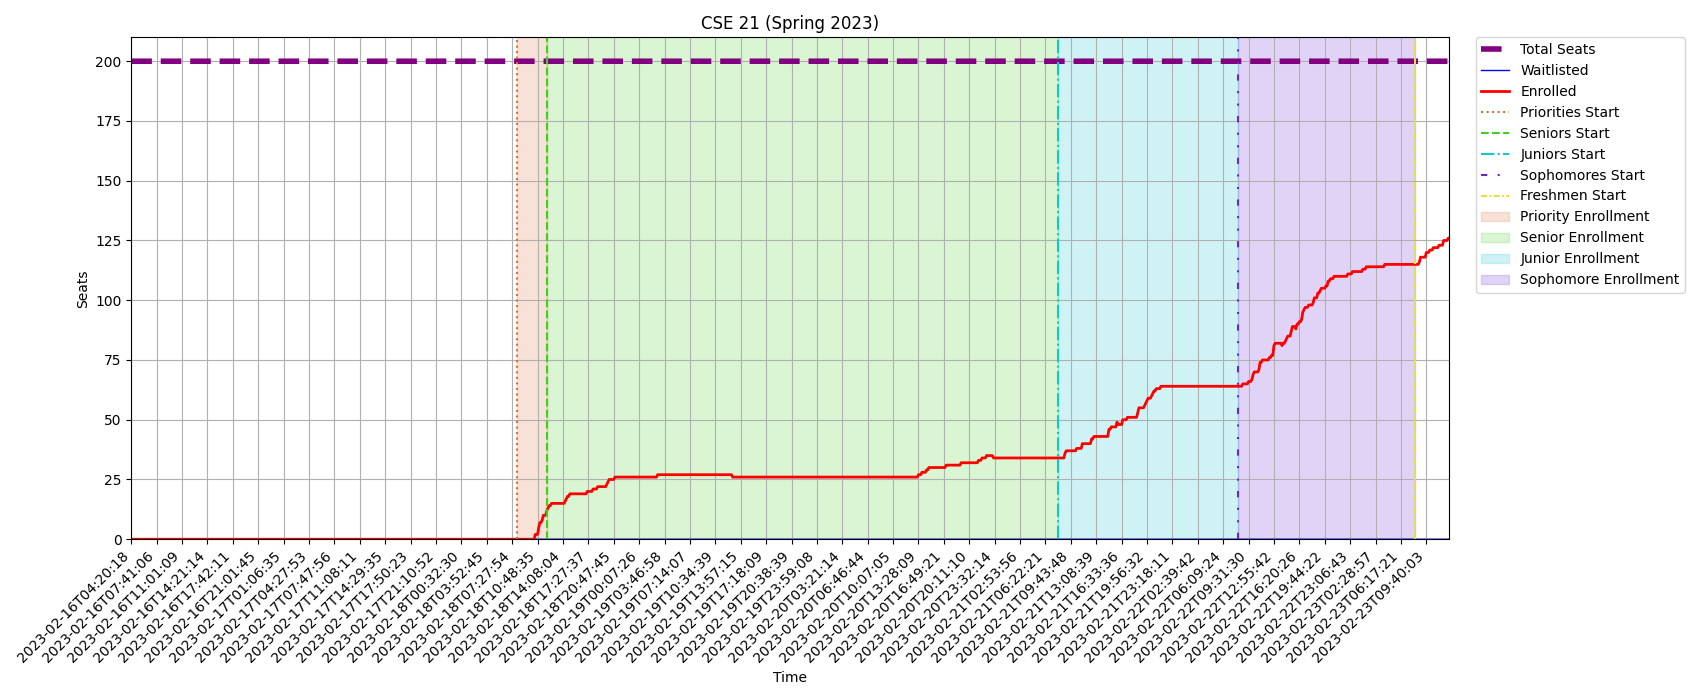 CSE 21 (Spring 2023)
Seats
200
175
150
125
100
75
50
25
0
2023-02-16T04:20:18
2023-02-16T07:41:06
2023-02-16T11:01:09
2023-02-16T14:21:14
2023-02-16T17:42:11
2023-02-16T21:01:45
2023-02-17T01:06:35
2023-02-17T04:27:53
2023-02-17T07:47:56
2023-02-17T11:08:11
2023-02-17T14:29:35
2023-02-17T17:50:23
2023-02-17T21:10:52
2023-02-18T00:32:30
2023-02-18T03:52:45
2023-02-18T07:27:54
2023-02-18T10:48:35
2023-02-18T14:08:04
2023-02-18T17:27:37
2023-02-18T20:47:45
2023-02-19T00:07:26
2023-02-19T03:46:58
2023-02-19T07:14:07
2023-02-19T10:34:39
2023-02-19T13:57:15
2023-02-19T17:18:09
2023-02-19T20:38:39
2023-02-19T23:59:08
2023-02-20T03:21:14
2023-02-20T06:46:44
2023-02-20T10:07:05
2023-02-20T13:28:09
2023-02-20T16:49:21
2023-02-20T20:11:10
2023-02-20T23:32:14
2023-02-21T02:53:56
2023-02-21T06:22:21
2023-02-21T09:43:48
2023-02-21T13:08:39
2023-02-21T16:33:36
2023-02-21T19:56:32
2023-02-21T23:18:11
2023-02-22T02:39:42
2023-02-22T06:09:24
2023-02-22T09:31:30
2023-02-22T12:55:42
2023-02-22T16:20:26
2023-02-22T19:44:22
2023-02-22T23:06:43
2023-02-23T02:28:57
2023-02-23T06:17:21
2023-02-23T09:40:03
Time
Total Seats
Waitlisted
Enrolled
Priorities Start
Seniors Start
Juniors Start
Sophomores Start
Freshmen Start
Priority Enrollment
Senior Enrollment
Junior Enrollment
Sophomore Enrollment